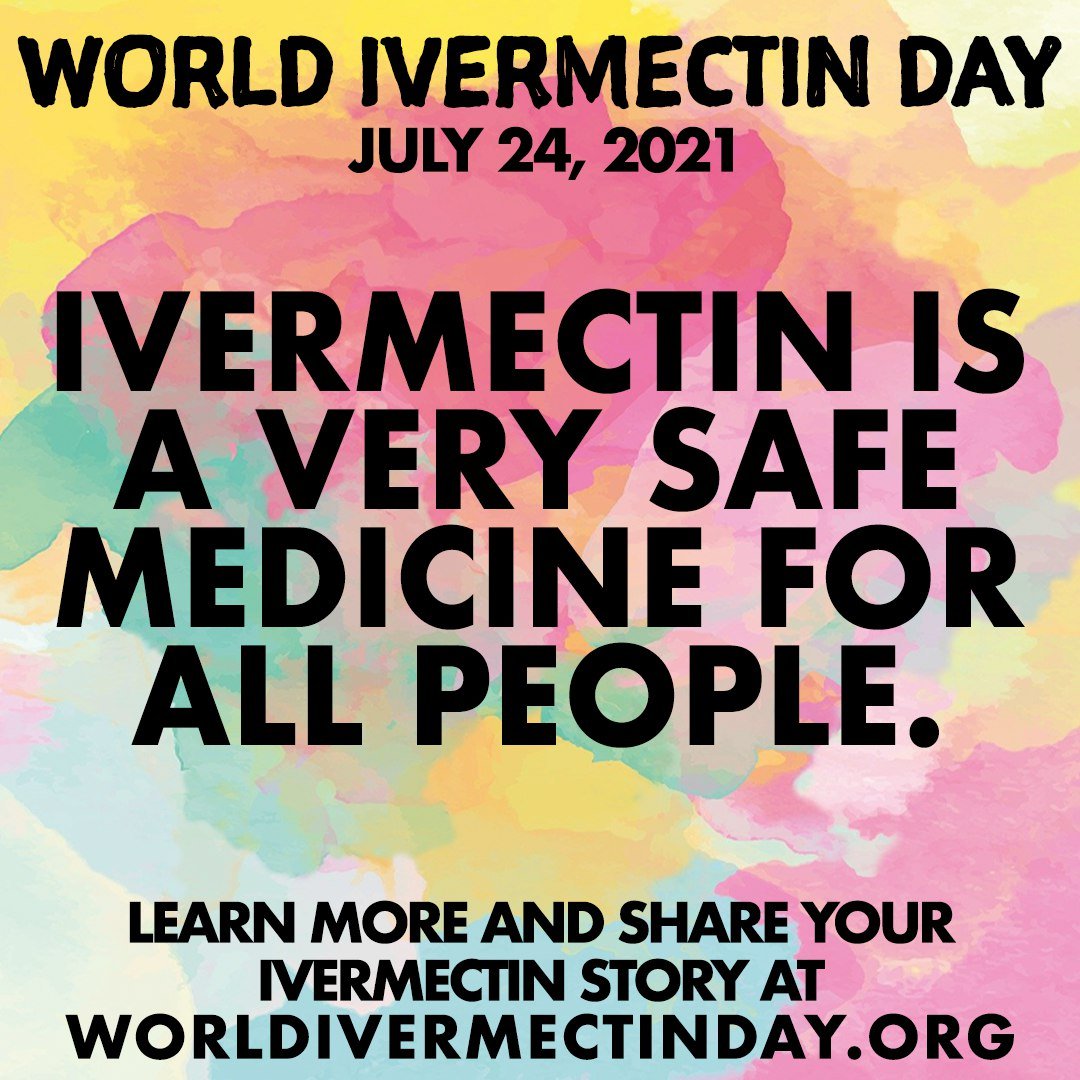 WORLD IVERMECTIN DAY
JULY 24, 2021
IVERMECTIN IS
A VERY SAFE
MEDICINE FOR
ALL PEOPLE.
LEARN MORE AND SHARE YOUR
IVERMECTIN STORY AT
WORLDIVERMECTINDAY.ORG